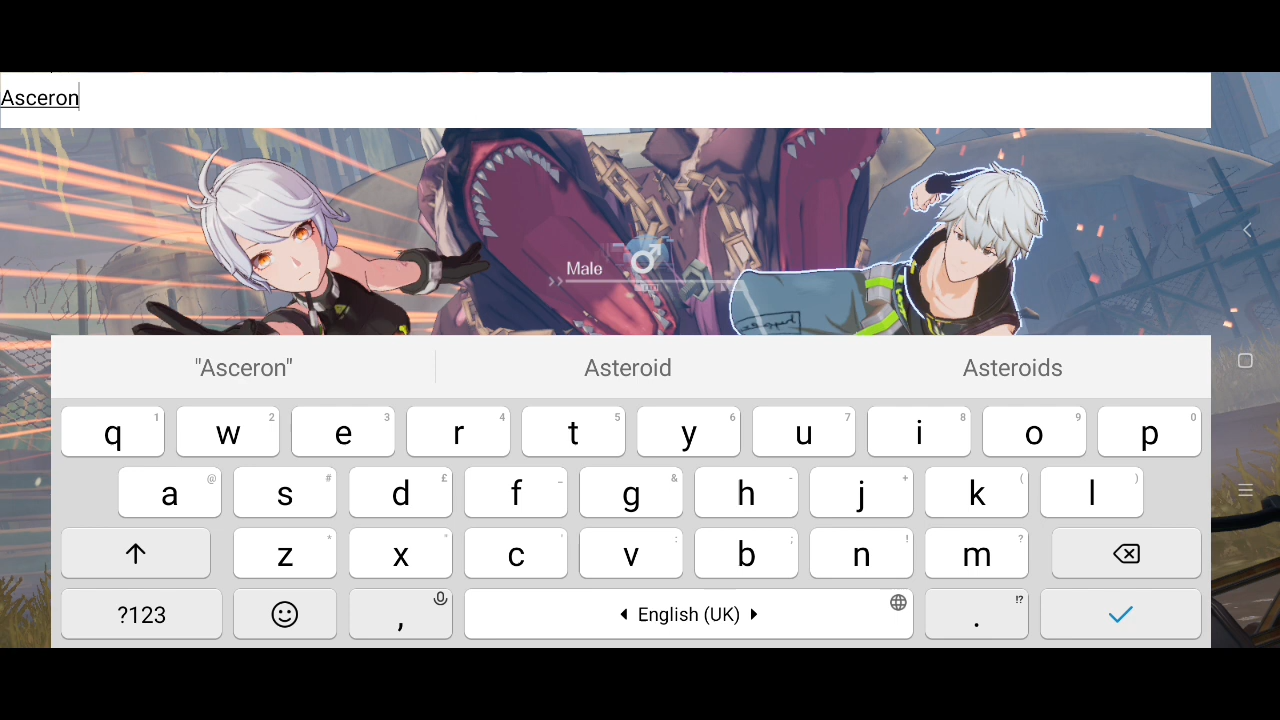 Asceron
Male
"Asceron" Asteroid Asteroids
1 2 3 4 5 6 7 8 9 0
q w e r t y u i o p
@ # £ _ & - + ( )
a s d f g h j k l
* " ' : ; ! ?
z x c v b n m
?123 , ◀ English (UK) ▶ !? .